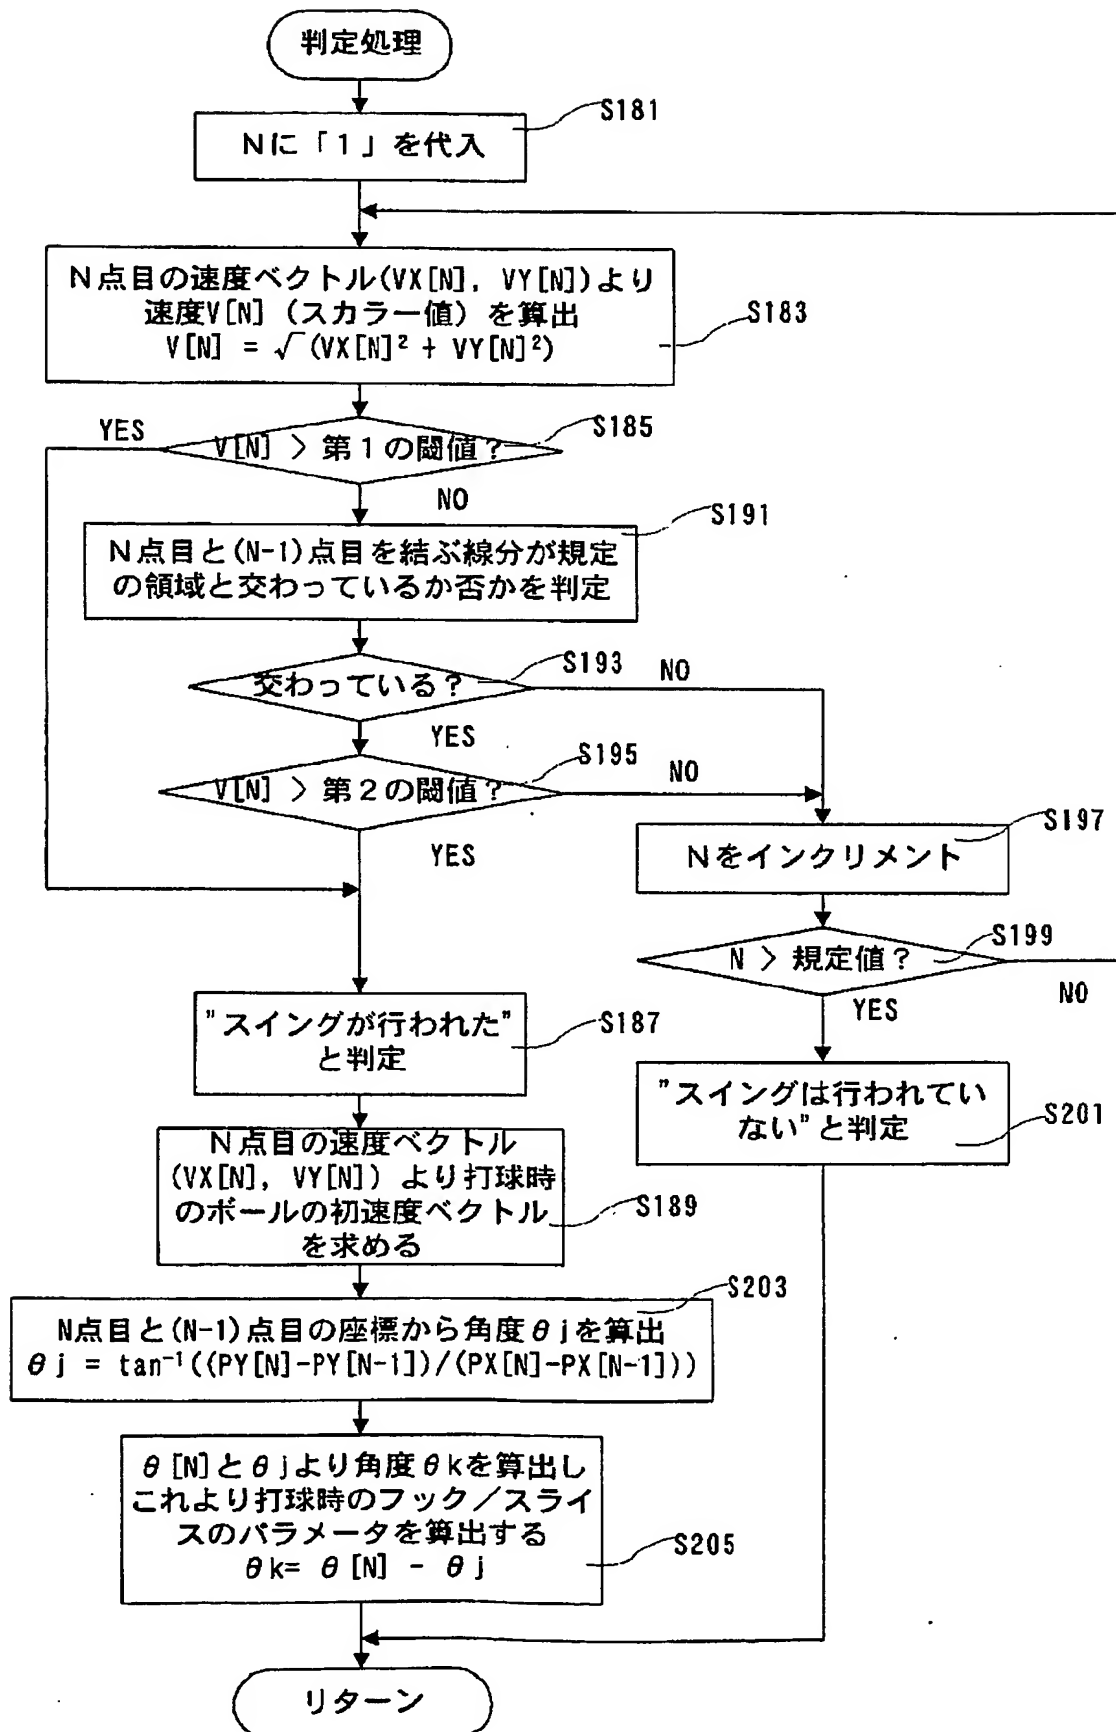 判定処理
S181
Nに「1」を代入
N点目の速度ベクトル(VX[N], VY[N])より
速度V[N] (スカラー値) を算出
V[N] = √(VX[N]² + VY[N]²)
S183
YES
V[N] > 第1の閾値?
S185
NO
S191
N点目と(N-1)点目を結ぶ線分が規定
の領域と交わっているか否かを判定
交わっている?
S193
NO
YES
V[N] > 第2の閾値?
S195
NO
YES
S197
Nをインクリメント
N > 規定値?
S199
NO
YES
"スイングが行われた"
と判定
S187
"スイングは行われてい
ない"と判定
S201
N点目の速度ベクトル
(VX[N], VY[N])より打球時
のボールの初速度ベクトル
を求める
S189
S203
N点目と(N-1)点目の座標から角度θjを算出
θj = tan⁻¹((PY[N]-PY[N-1])/(PX[N]-PX[N-1]))
θ[N]とθjより角度θkを算出し
これより打球時のフック/スライ
スのパラメータを算出する
θk= θ[N] - θj
S205
リターン